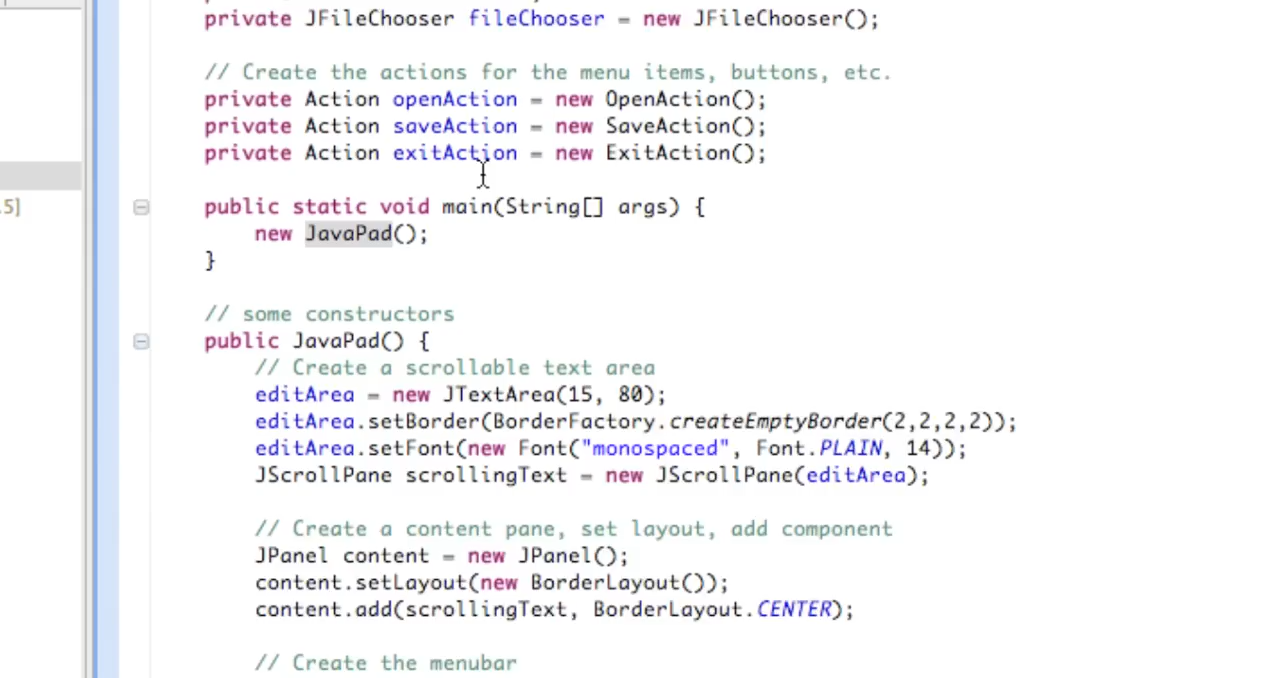 private JFileChooser fileChooser = new JFileChooser();
// Create the actions for the menu items, buttons, etc.
private Action openAction = new OpenAction();
private Action saveAction = new SaveAction();
private Action exitAction = new ExitAction();
.5]
public static void main(String[] args) {
new JavaPad();
}
// some constructors
public JavaPad() {
// Create a scrollable text area
editArea = new JTextArea(15, 80);
editArea.setBorder(BorderFactory.createEmptyBorder(2,2,2,2));
editArea.setFont(new Font("monospaced", Font.PLAIN, 14));
JScrollPane scrollingText = new JScrollPane(editArea);
// Create a content pane, set layout, add component
JPanel content = new JPanel();
content.setLayout(new BorderLayout());
content.add(scrollingText, BorderLayout.CENTER);
// Create the menubar